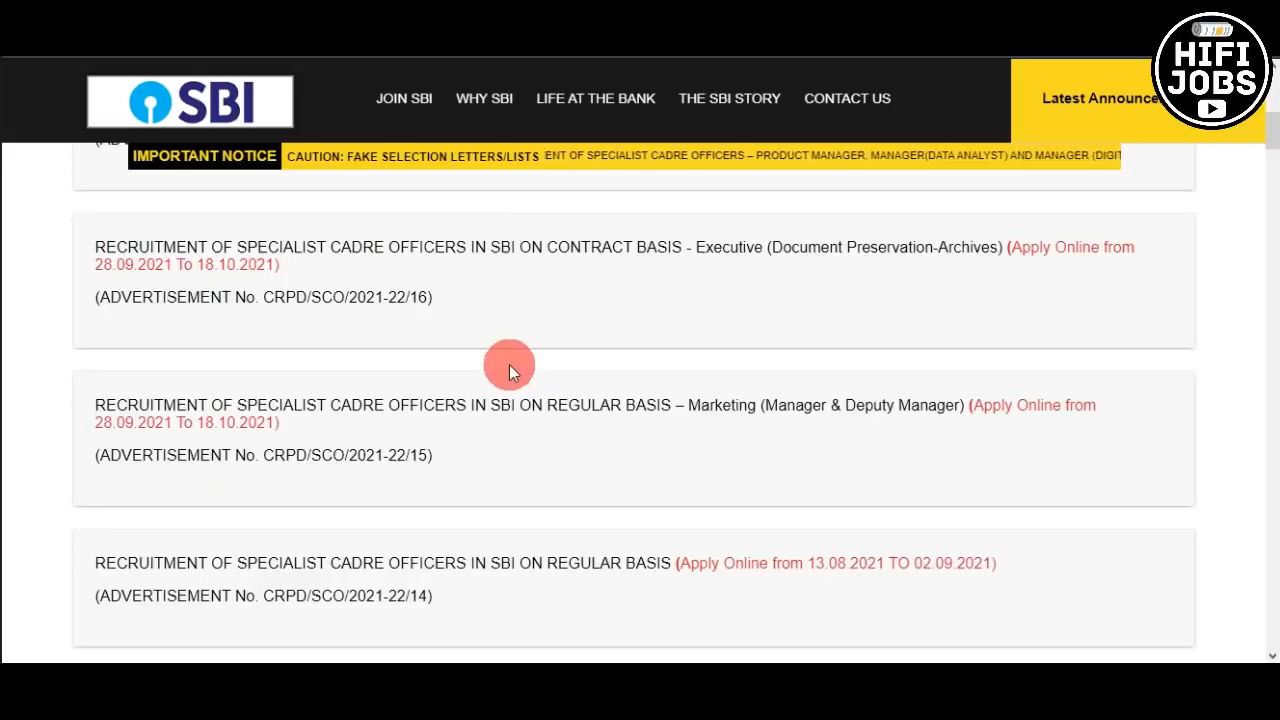 HIFI
JOBS
SBI
JOIN SBI
WHY SBI
LIFE AT THE BANK
THE SBI STORY
CONTACT US
Latest Announce
IMPORTANT NOTICE
CAUTION: FAKE SELECTION LETTERS/LISTS
ENT OF SPECIALIST CADRE OFFICERS – PRODUCT MANAGER, MANAGER(DATA ANALYST) AND MANAGER (DIGIT
RECRUITMENT OF SPECIALIST CADRE OFFICERS IN SBI ON CONTRACT BASIS - Executive (Document Preservation-Archives) (Apply Online from
28.09.2021 To 18.10.2021)
(ADVERTISEMENT No. CRPD/SCO/2021-22/16)
RECRUITMENT OF SPECIALIST CADRE OFFICERS IN SBI ON REGULAR BASIS – Marketing (Manager & Deputy Manager) (Apply Online from
28.09.2021 To 18.10.2021)
(ADVERTISEMENT No. CRPD/SCO/2021-22/15)
RECRUITMENT OF SPECIALIST CADRE OFFICERS IN SBI ON REGULAR BASIS (Apply Online from 13.08.2021 TO 02.09.2021)
(ADVERTISEMENT No. CRPD/SCO/2021-22/14)